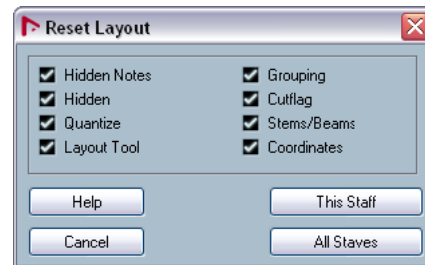 Reset Layout
Hidden Notes
Hidden
Quantize
Layout Tool
Grouping
Cutflag
Stems/Beams
Coordinates
Help
This Staff
Cancel
All Staves